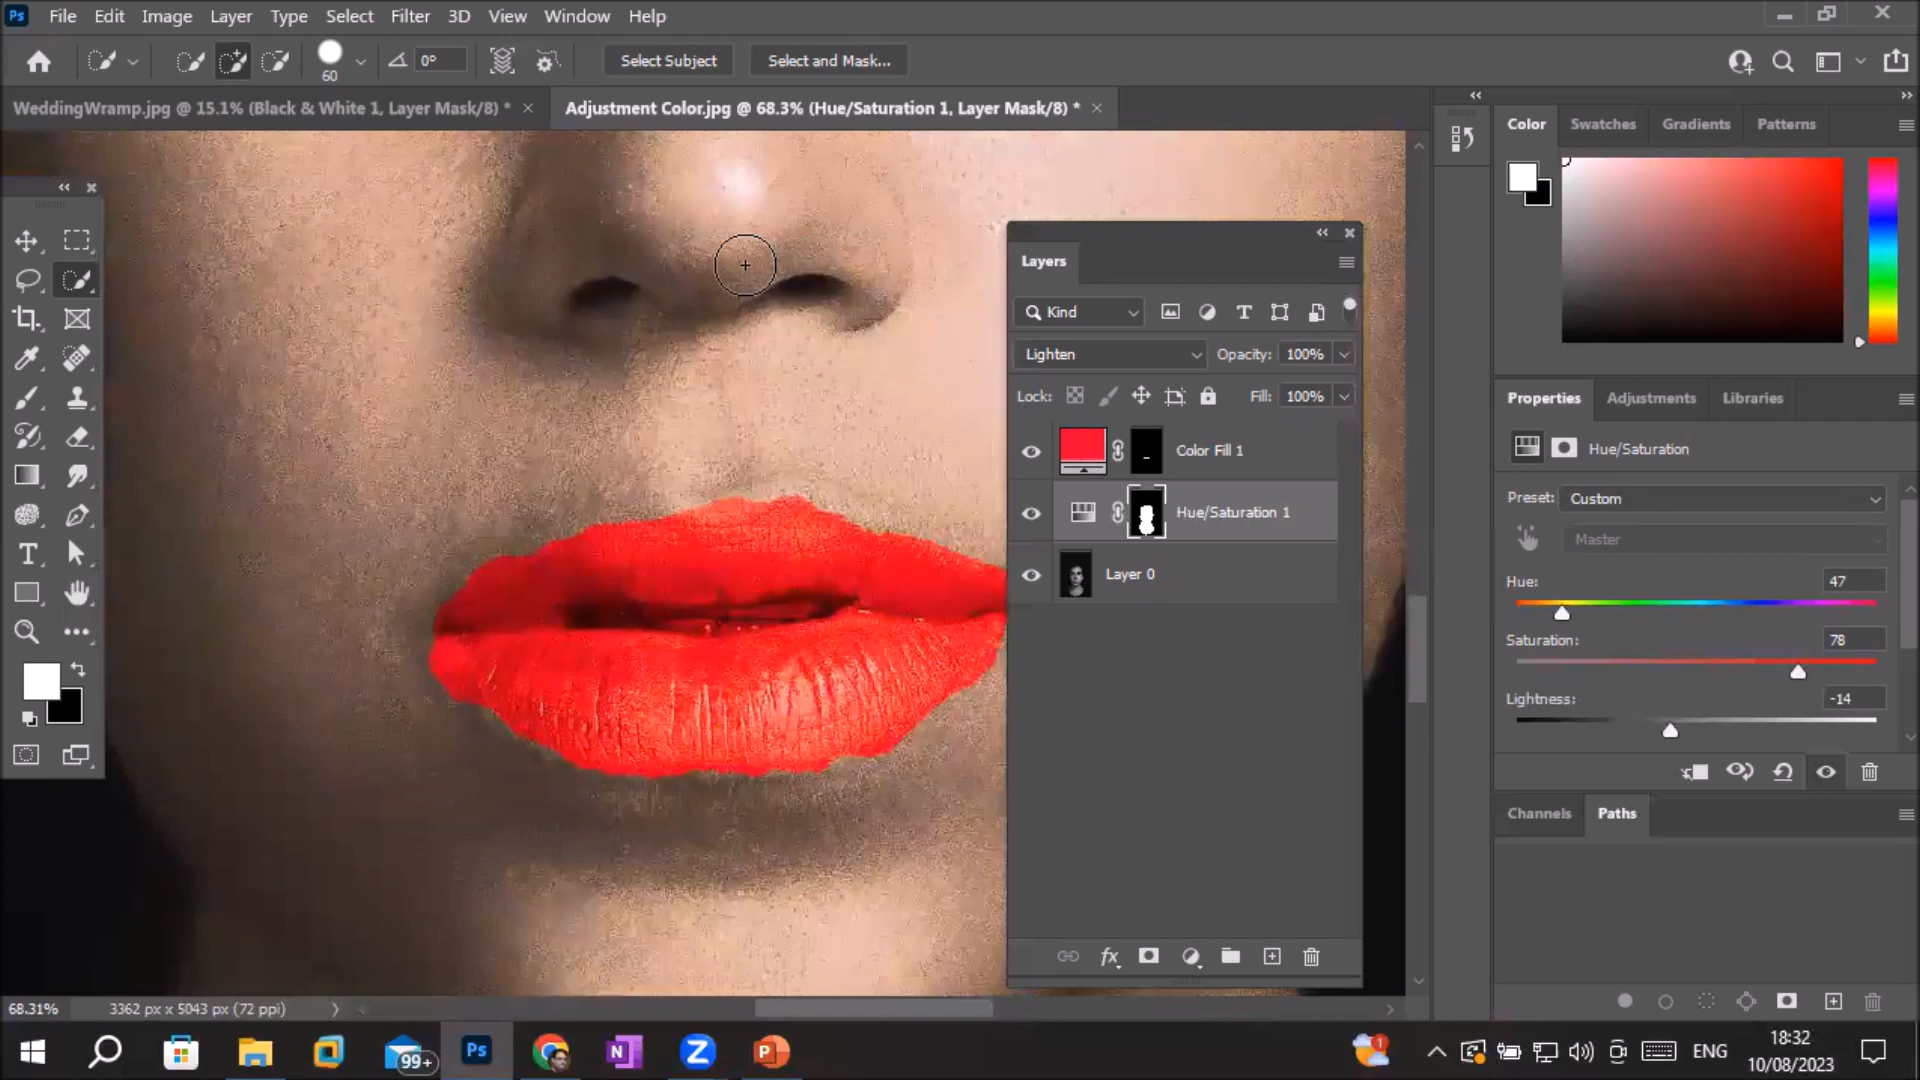 Ps File Edit Image Layer Type Select Filter 3D View Window Help
60 0° Select Subject Select and Mask...
WeddingWramp.jpg @ 15.1% (Black & White 1, Layer Mask/8) * Adjustment Color.jpg @ 68.3% (Hue/Saturation 1, Layer Mask/8) *
Color Swatches Gradients Patterns
Layers
Kind
Lighten Opacity: 100%
Lock: Fill: 100%
Color Fill 1
Hue/Saturation 1
Layer 0
Properties Adjustments Libraries
Hue/Saturation
Preset: Custom
Master
Hue: 47
Saturation: 78
Lightness: -14
Channels Paths
68.31% 3362 px x 5043 px (72 ppi)
99+ Ps N Z P 1 ENG 18:32
10/08/2023